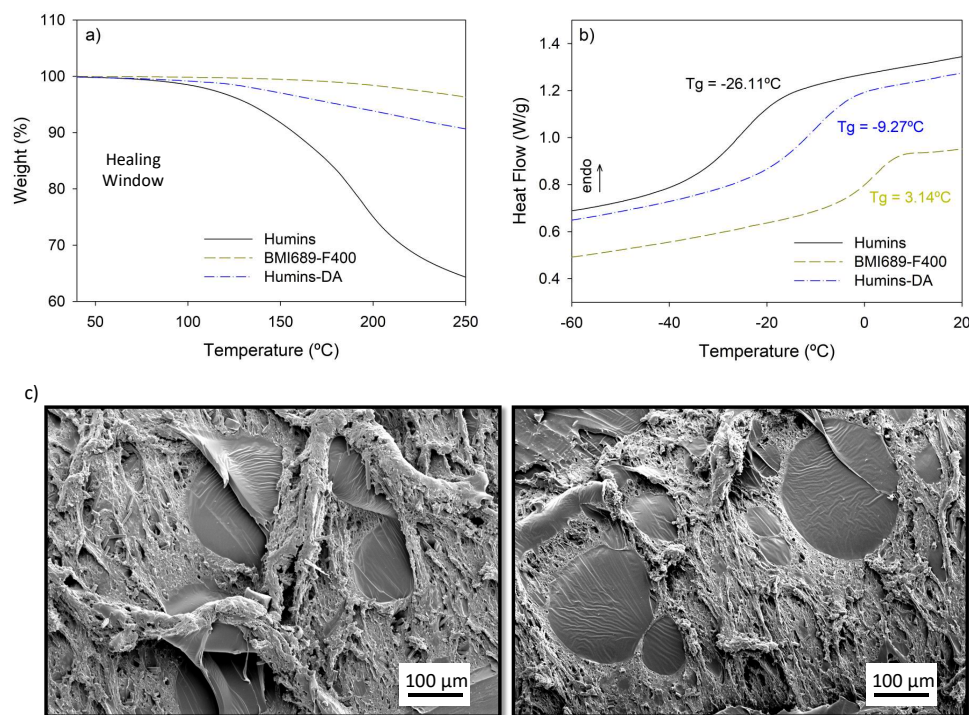 a)
110
100
90
80
70
60
Weight (%)
Healing
Window
Humins
BMI689-F400
Humins-DA
50
100
150
200
250
Temperature (ºC)
b)
1.4
1.2
1.0
0.8
0.6
0.4
Heat Flow (W/g)
endo
Tg = -26.11ºC
Tg = -9.27ºC
Tg = 3.14ºC
Humins
BMI689-F400
Humins-DA
-60
-40
-20
0
20
Temperature (ºC)
c)
100 µm
100 µm